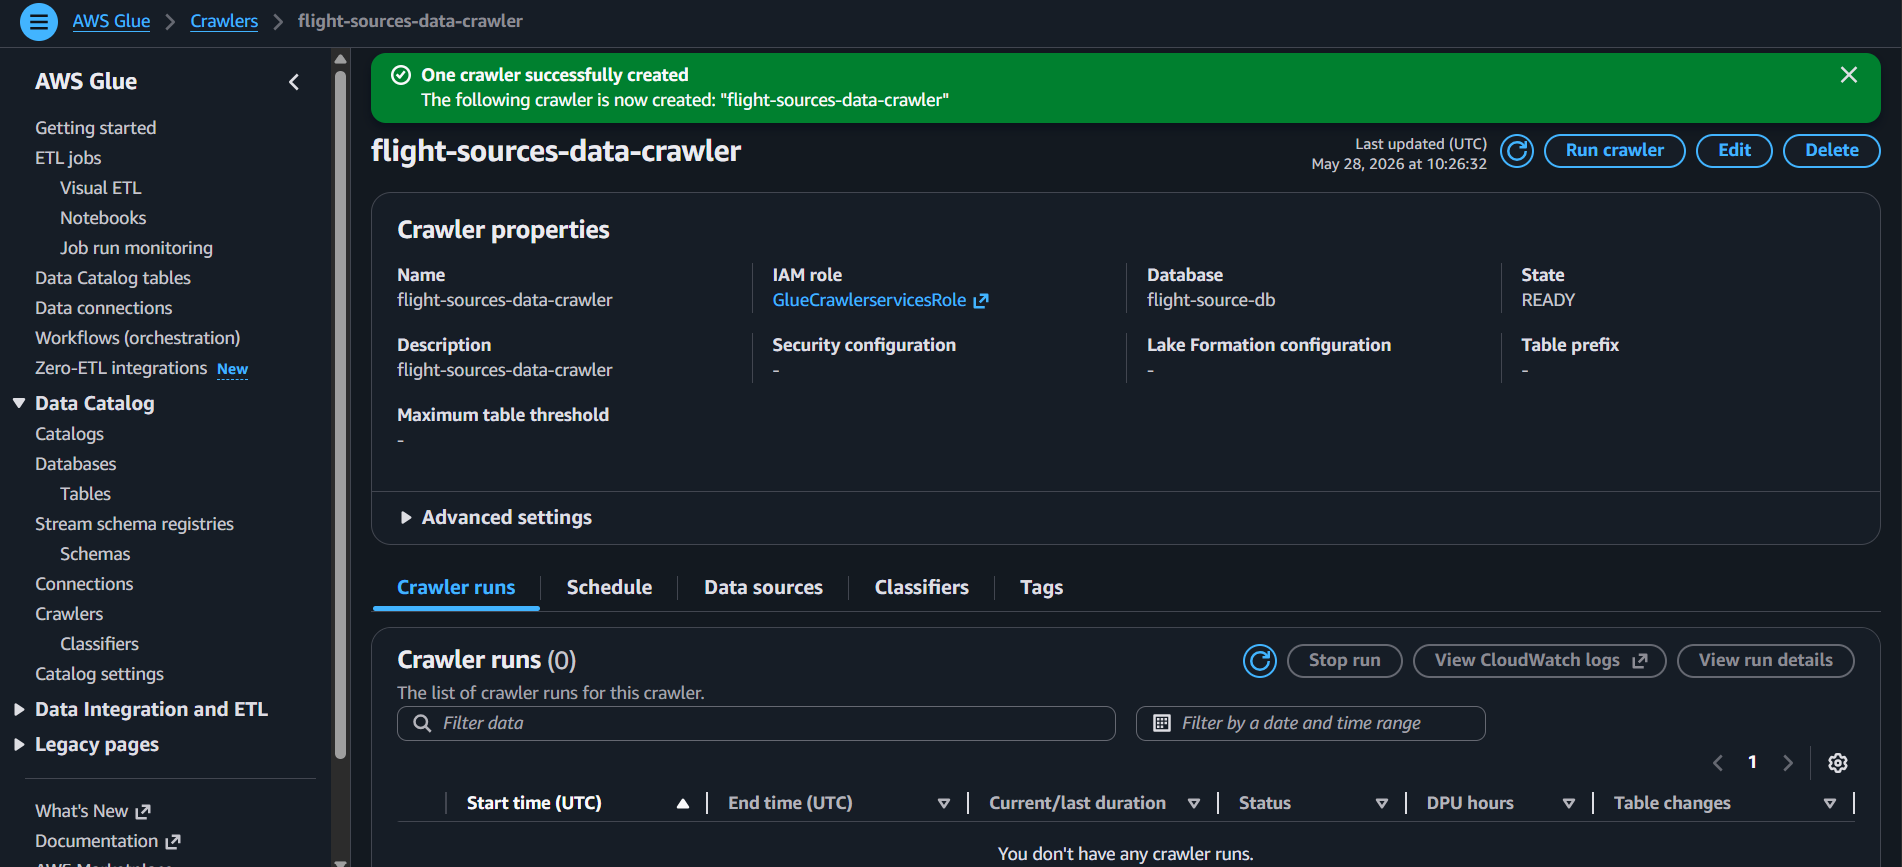 AWS Glue > Crawlers > flight-sources-data-crawler
AWS Glue
Getting started
ETL jobs
Visual ETL
Notebooks
Job run monitoring
Data Catalog tables
Data connections
Workflows (orchestration)
Zero-ETL integrations New
Data Catalog
Catalogs
Databases
Tables
Stream schema registries
Schemas
Connections
Crawlers
Classifiers
Catalog settings
Data Integration and ETL
Legacy pages
What's New
Documentation
AWS Marketplace
One crawler successfully created
The following crawler is now created: "flight-sources-data-crawler"
flight-sources-data-crawler
Last updated (UTC)
May 28, 2026 at 10:26:32
Run crawler Edit Delete
Crawler properties
Name
flight-sources-data-crawler
IAM role
GlueCrawlerservicesRole
Database
flight-source-db
State
READY
Description
flight-sources-data-crawler
Security configuration
-
Lake Formation configuration
-
Table prefix
-
Maximum table threshold
-
Advanced settings
Crawler runs Schedule Data sources Classifiers Tags
Crawler runs (0)
Stop run View CloudWatch logs View run details
The list of crawler runs for this crawler.
Filter data Filter by a date and time range
1
Start time (UTC) End time (UTC) Current/last duration Status DPU hours Table changes
You don't have any crawler runs.